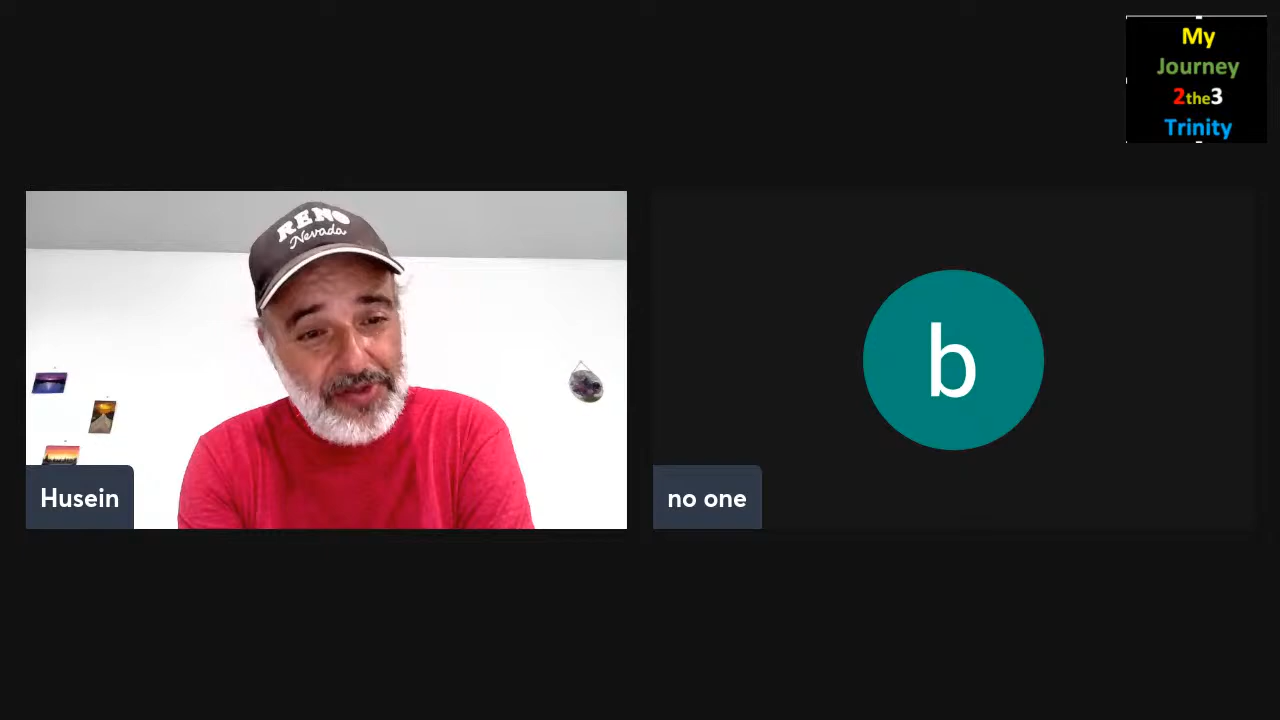 My
Journey
2the3
Trinity
RENO
Nevada
b
Husein
no one